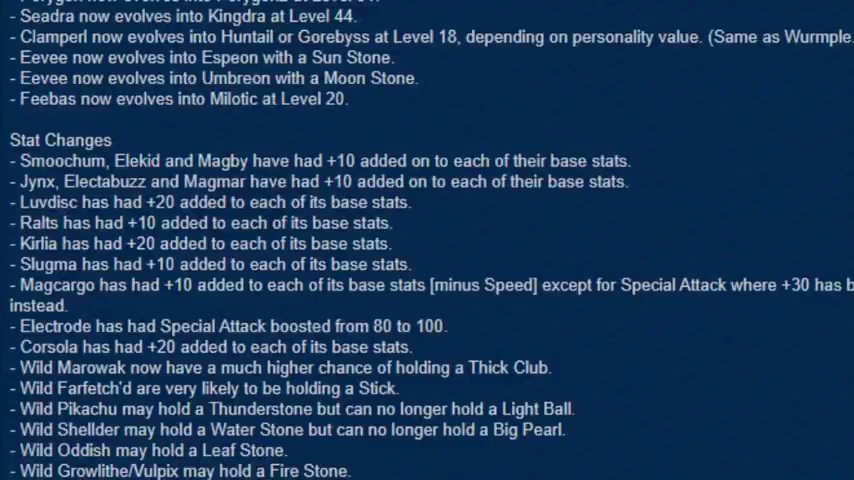 - Seadra now evolves into Kingdra at Level 44.
- Clamperl now evolves into Huntail or Gorebyss at Level 18, depending on personality value. (Same as Wurmple.
- Eevee now evolves into Espeon with a Sun Stone.
- Eevee now evolves into Umbreon with a Moon Stone.
- Feebas now evolves into Milotic at Level 20.
Stat Changes
- Smoochum, Elekid and Magby have had +10 added on to each of their base stats.
- Jynx, Electabuzz and Magmar have had +10 added on to each of their base stats.
- Luvdisc has had +20 added to each of its base stats.
- Ralts has had +10 added to each of its base stats.
- Kirlia has had +20 added to each of its base stats.
- Slugma has had +10 added to each of its base stats.
- Magcargo has had +10 added to each of its base stats [minus Speed] except for Special Attack where +30 has
instead.
- Electrode has had Special Attack boosted from 80 to 100.
- Corsola has had +20 added to each of its base stats.
- Wild Marowak now have a much higher chance of holding a Thick Club.
- Wild Farfetch'd are very likely to be holding a Stick.
- Wild Pikachu may hold a Thunderstone but can no longer hold a Light Ball.
- Wild Shellder may hold a Water Stone but can no longer hold a Big Pearl.
- Wild Oddish may hold a Leaf Stone.
- Wild Growlithe/Vulpix may hold a Fire Stone.